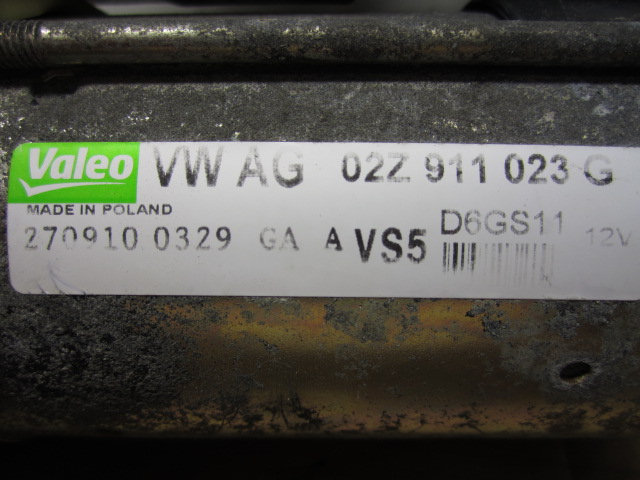 Valeo VW AG 02Z 911 023 G
MADE IN POLAND
270910 0329 GA A VS5 D6GS11 12V